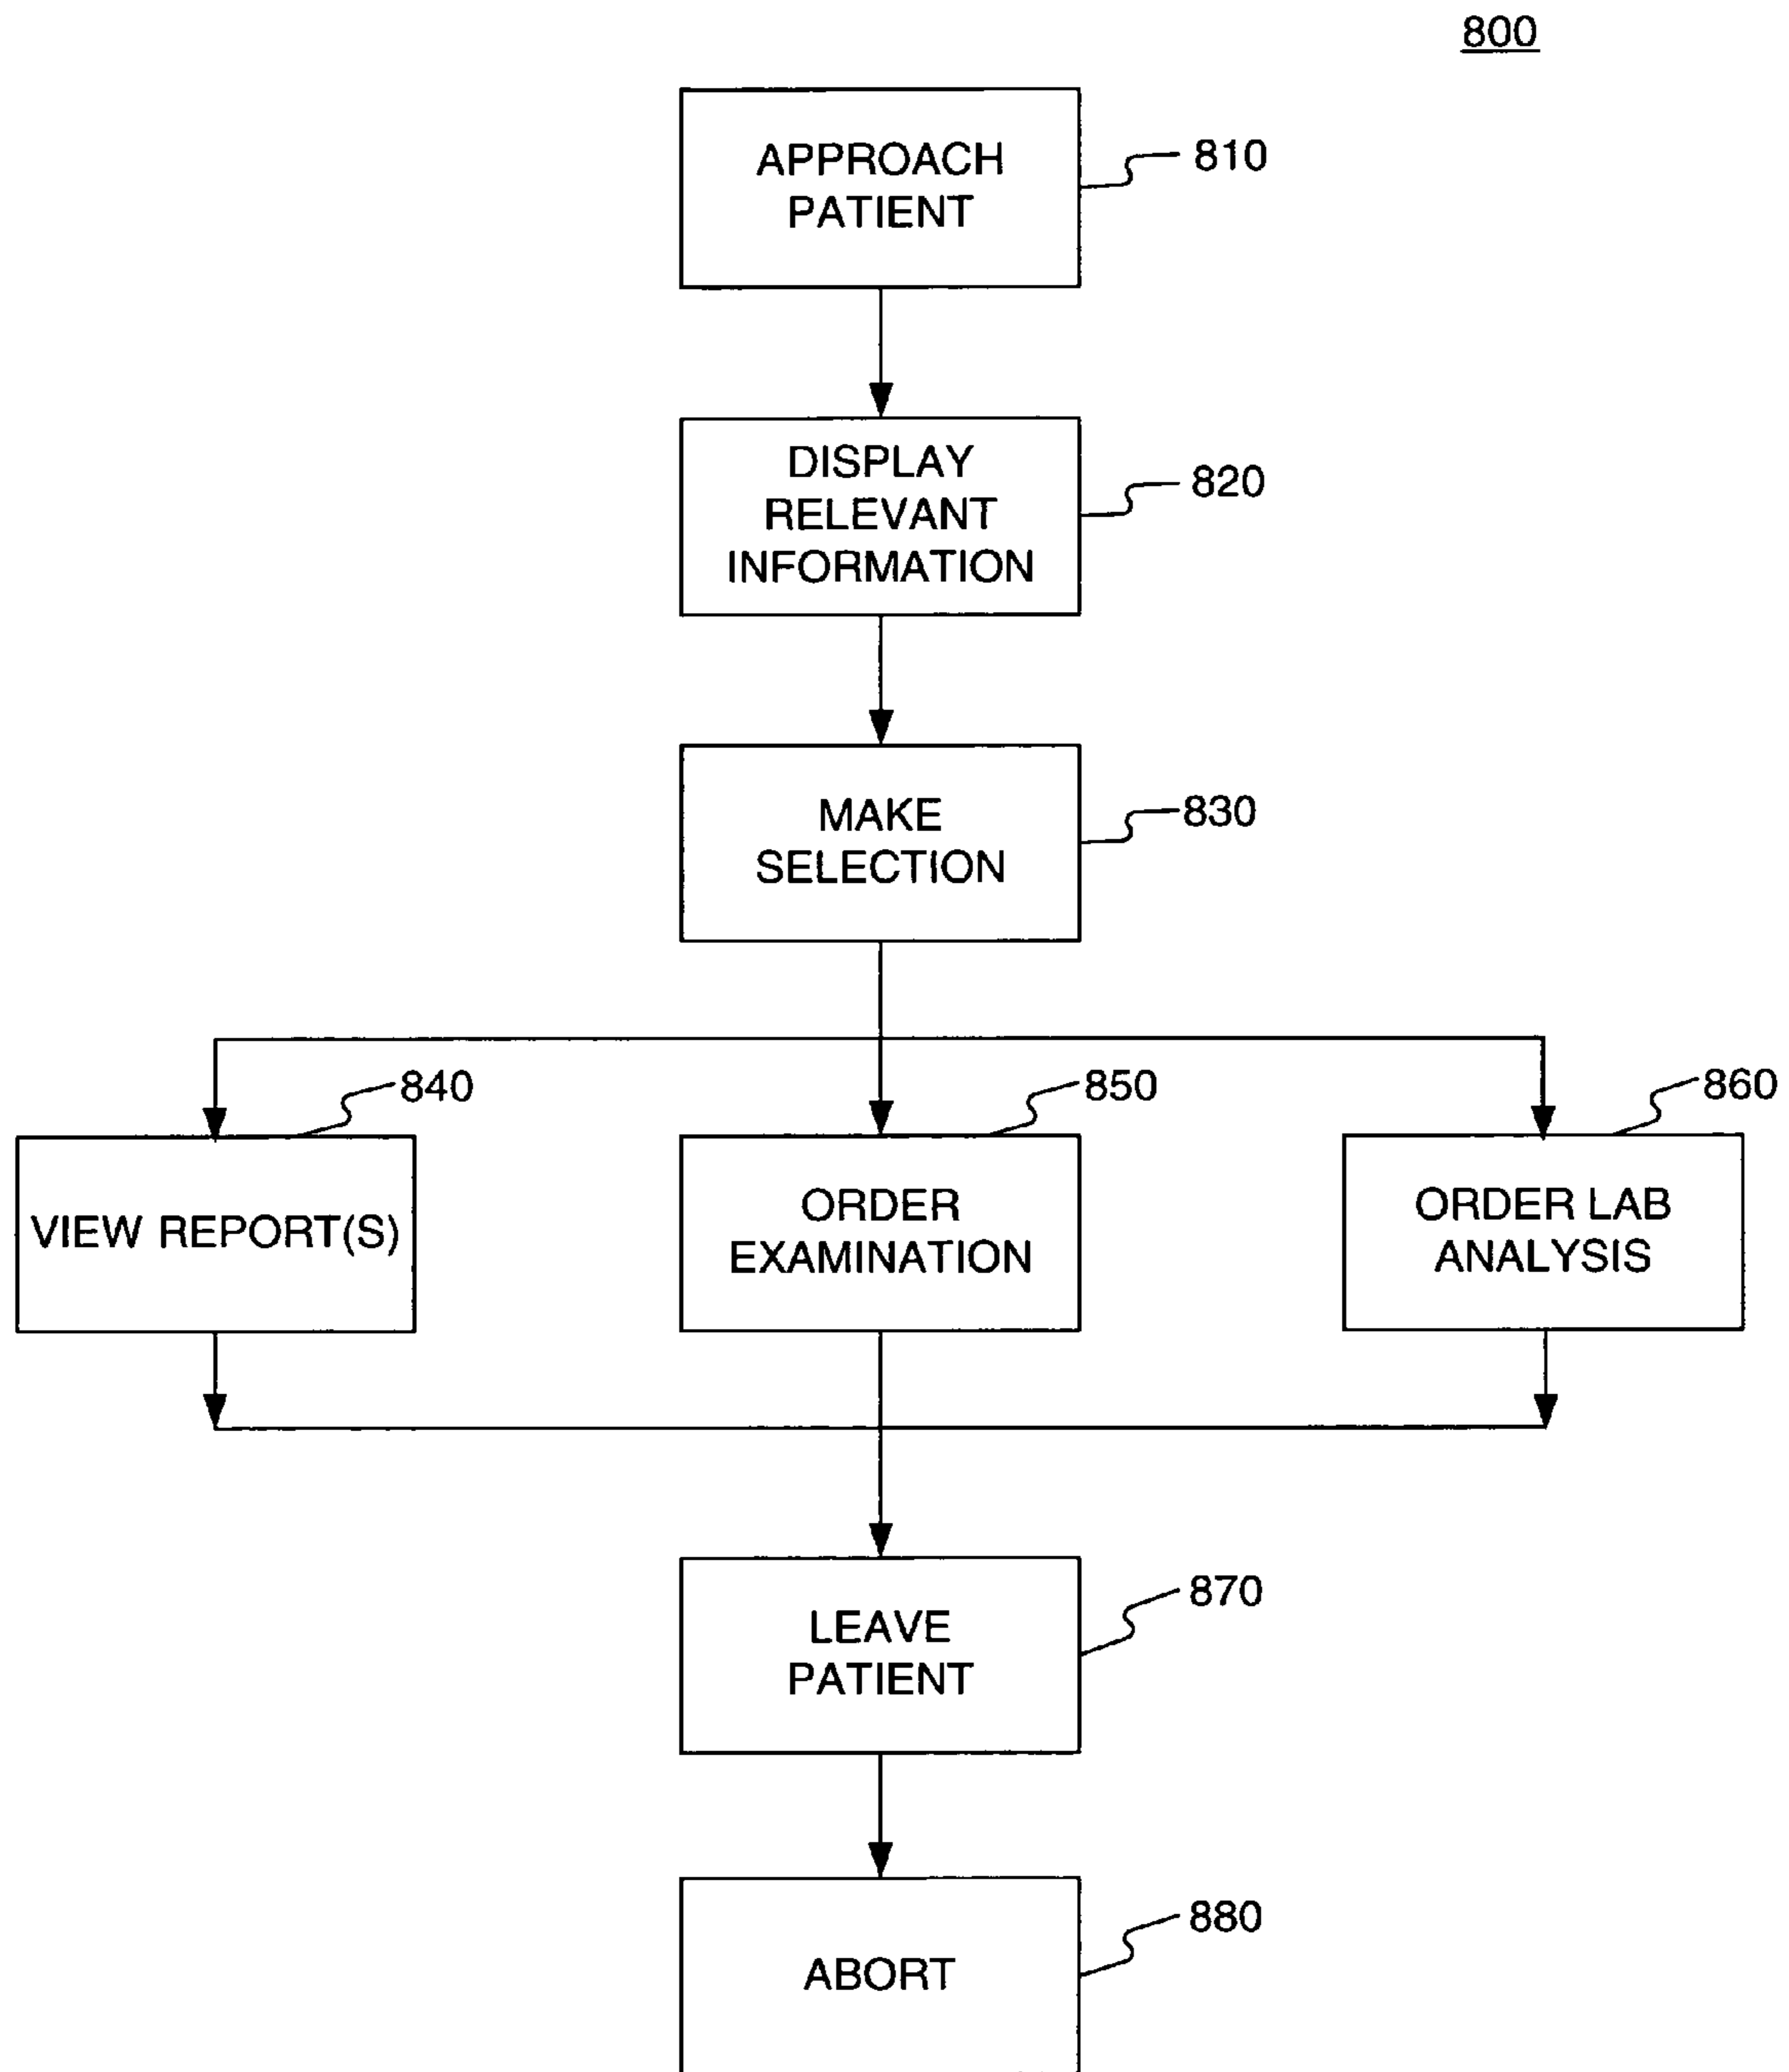 800
APPROACH
PATIENT
810
DISPLAY
RELEVANT
INFORMATION
820
MAKE
SELECTION
830
840
850
860
VIEW REPORT(S)
ORDER
EXAMINATION
ORDER LAB
ANALYSIS
LEAVE
PATIENT
870
ABORT
880